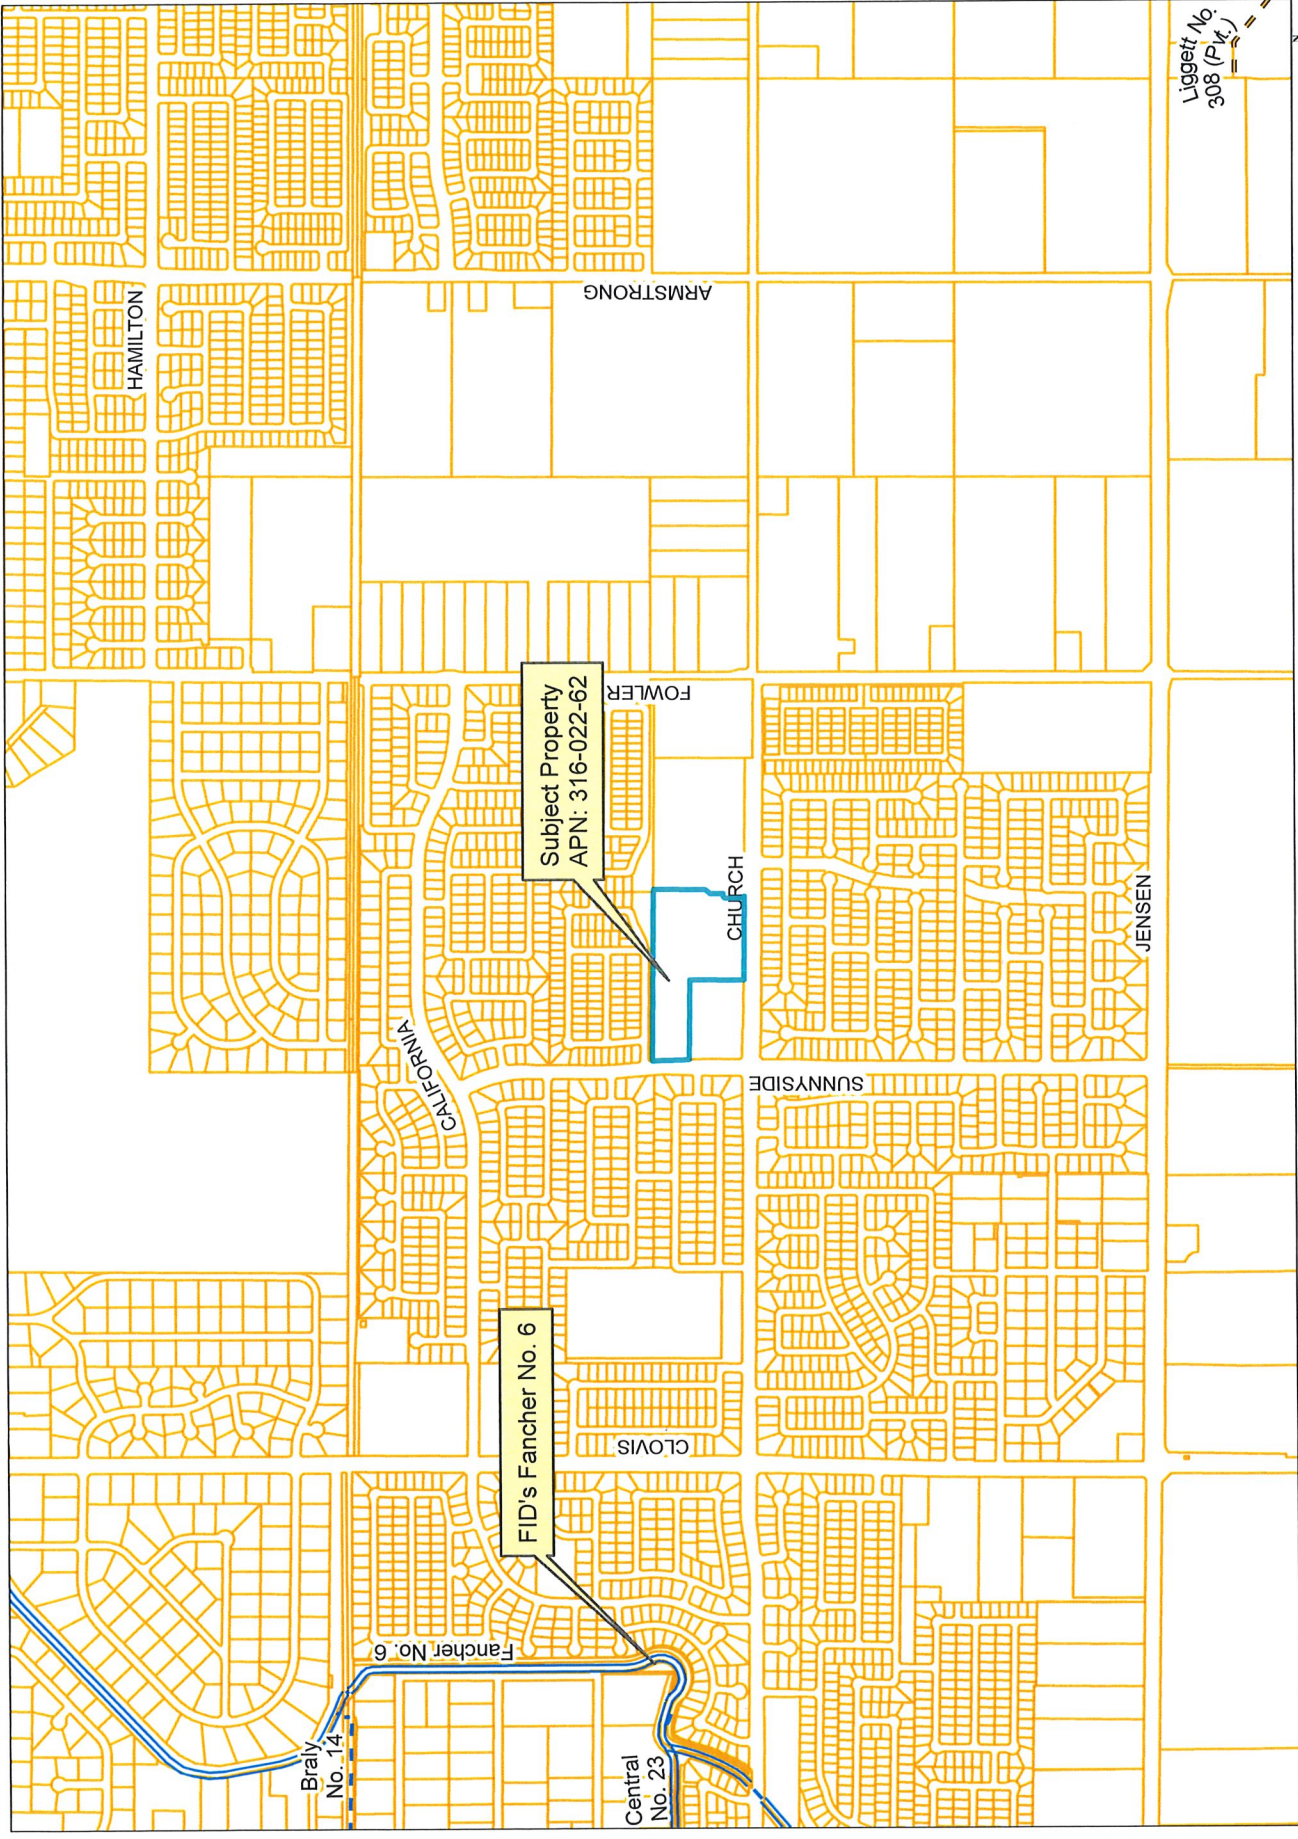 Liggett No.
308 (Pvt.)
HAMILTON
ARMSTRONG
Subject Property
APN: 316-022-62
FOWLER
CHURCH
JENSEN
CALIFORNIA
SUNNYSIDE
FID's Fancher No. 6
CLOVIS
Fancher No. 6
Braly
No. 14
Central
No. 23
N